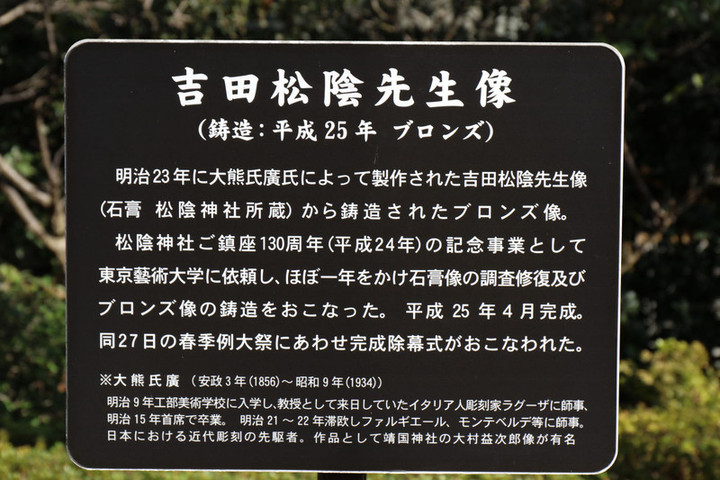 吉田松陰先生像
(鋳造:平成25年 ブロンズ)
明治23年に大熊氏廣氏によって製作された吉田松陰先生像
(石膏 松陰神社所蔵)から鋳造されたブロンズ像。
松陰神社ご鎮座130周年(平成24年)の記念事業として
東京藝術大学に依頼し、ほぼ一年をかけ石膏像の調査修復及び
ブロンズ像の鋳造をおこなった。 平成 25 年 4 月完成。
同27日の春季例大祭にあわせ完成除幕式がおこなわれた。
※大熊氏廣 (安政3年(1856)~昭和9年(1934))
明治9年工部美術学校に入学し、教授として来日していたイタリア人彫刻家ラグーザに師事、
明治15年首席で卒業。 明治21~22年滞欧しファルギエール、モンテベルデ等に師事。
日本における近代彫刻の先駆者。作品として靖国神社の大村益次郎像が有名